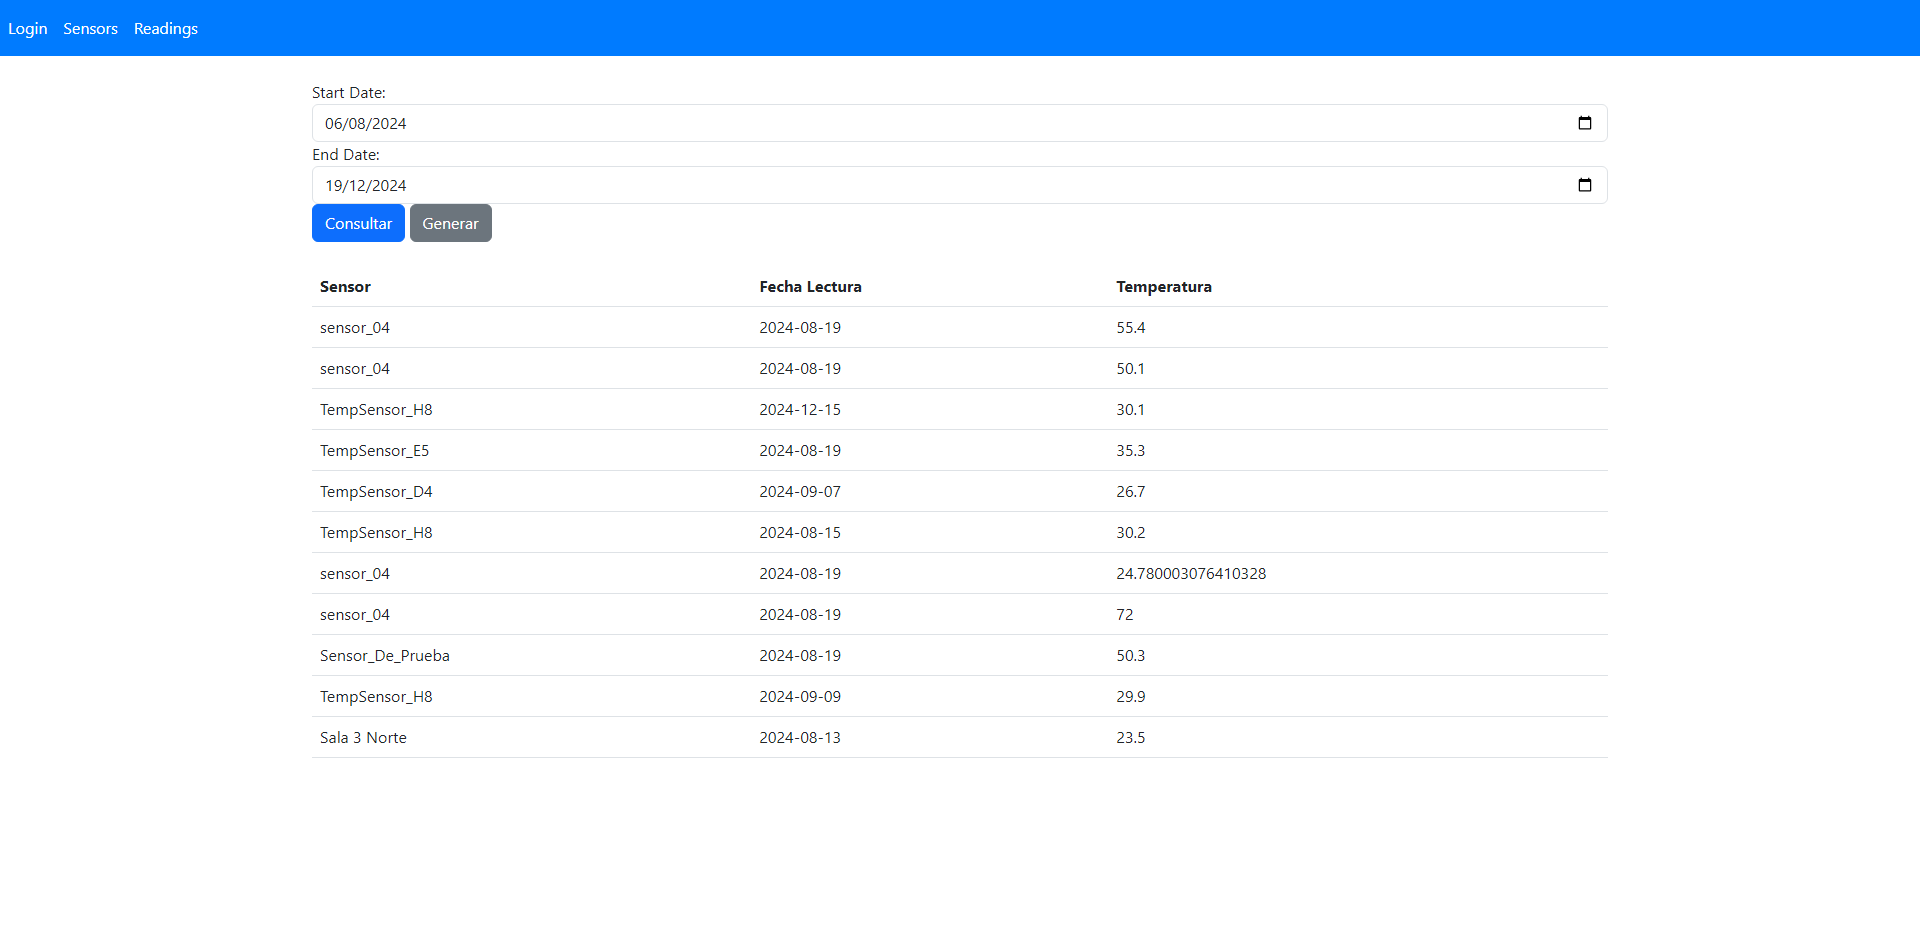 Login Sensors Readings
Start Date:
06/08/2024
End Date:
19/12/2024
Consultar Generar
Sensor Fecha Lectura Temperatura
sensor_04 2024-08-19 55.4
sensor_04 2024-08-19 50.1
TempSensor_H8 2024-12-15 30.1
TempSensor_E5 2024-08-19 35.3
TempSensor_D4 2024-09-07 26.7
TempSensor_H8 2024-08-15 30.2
sensor_04 2024-08-19 24.780003076410328
sensor_04 2024-08-19 72
Sensor_De_Prueba 2024-08-19 50.3
TempSensor_H8 2024-09-09 29.9
Sala 3 Norte 2024-08-13 23.5